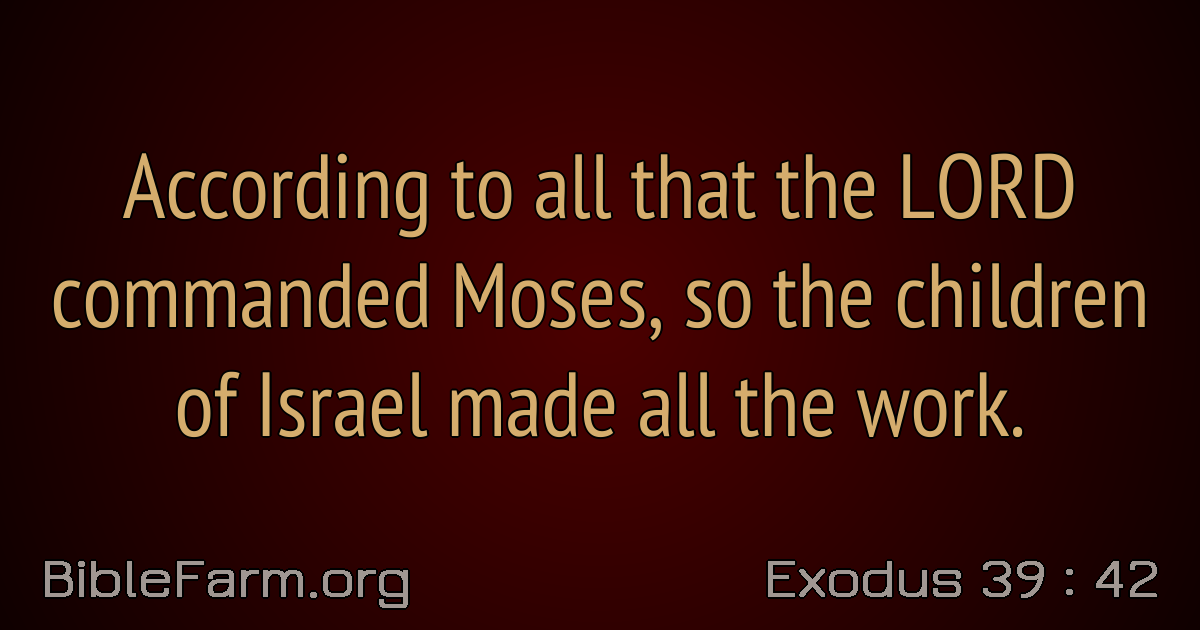 According to all that the LORD
commanded Moses, so the children
of Israel made all the work.
BibleFarm.org
Exodus 39 : 42